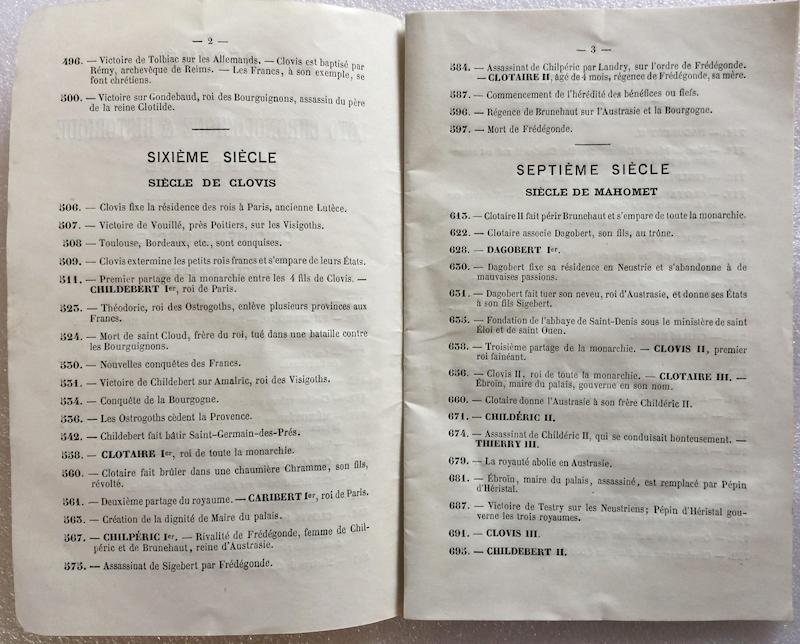 — 2 —
496. — Victoire de Tolbiac sur les Allemands. — Clovis est baptisé par
Rémy, archevêque de Reims. — Les Francs, à son exemple, se
font chrétiens.
500. — Victoire sur Gondebaud, roi des Bourguignons, assassin du père
de la reine Clotilde.
SIXIÈME SIÈCLE
SIÈCLE DE CLOVIS
506. — Clovis fixe la résidence des rois à Paris, ancienne Lutèce.
507. — Victoire de Vouillé, près Poitiers, sur les Visigoths.
508 — Toulouse, Bordeaux, etc., sont conquises.
509. — Clovis extermine les petits rois francs et s'empare de leurs États.
511. — Premier partage de la monarchie entre les 4 fils de Clovis. —
CHILDEBERT Ier, roi de Paris.
523. — Théodoric, roi des Ostrogoths, enlève plusieurs provinces aux
Francs.
524. — Mort de saint Cloud, frère du roi, tué dans une bataille contre
les Bourguignons.
530. — Nouvelles conquêtes des Francs.
531. — Victoire de Childebert sur Amalric, roi des Visigoths.
534. — Conquête de la Bourgogne.
536. — Les Ostrogoths cèdent la Provence.
542. — Childebert fait bâtir Saint-Germain-des-Prés.
558. — CLOTAIRE Ier, roi de toute la monarchie.
560. — Clotaire fait brûler dans une chaumière Chramme, son fils,
révolté.
561. — Deuxième partage du royaume. — CARIBERT Ier, roi de Paris.
565. — Création de la dignité de Maire du palais.
567. — CHILPÉRIC Ier. — Rivalité de Frédégonde, femme de Chil-
péric et de Brunehaut, reine d'Austrasie.
575. — Assassinat de Sigebert par Frédégonde.
— 3 —
584. — Assassinat de Chilpéric par Landry, sur l'ordre de Frédégonde.
— CLOTAIRE II, âgé de 4 mois, régence de Frédégonde, sa mère.
587. — Commencement de l'hérédité des bénéfices ou fiefs.
596. — Régence de Brunehaut sur l'Austrasie et la Bourgogne.
597. — Mort de Frédégonde.
SEPTIÈME SIÈCLE
SIÈCLE DE MAHOMET
613. — Clotaire II fait périr Brunehaut et s'empare de toute la monarchie.
622. — Clotaire associe Dagobert, son fils, au trône.
628. — DAGOBERT Ier.
630. — Dagobert fixe sa résidence en Neustrie et s'abandonne à de
mauvaises passions.
631. — Dagobert fait tuer son neveu, roi d'Austrasie, et donne ses États
à son fils Sigebert.
635. — Fondation de l'abbaye de Saint-Denis sous le ministère de saint
Éloi et de saint Ouen.
638. — Troisième partage de la monarchie. — CLOVIS II, premier
roi fainéant.
656. — Clovis II, roi de toute la monarchie. — CLOTAIRE III. —
Ébroïn, maire du palais, gouverne en son nom.
660. — Clotaire donne l'Austrasie à son frère Childéric II.
671. — CHILDÉRIC II.
674. — Assassinat de Childéric II, qui se conduisait honteusement. —
THIERRY III.
679. — La royauté abolie en Austrasie.
681. — Ébroïn, maire du palais, assassiné, est remplacé par Pépin
d'Héristal.
687. — Victoire de Testry sur les Neustriens; Pépin d'Héristal gou-
verne les trois royaumes.
691. — CLOVIS III.
695. — CHILDEBERT II.